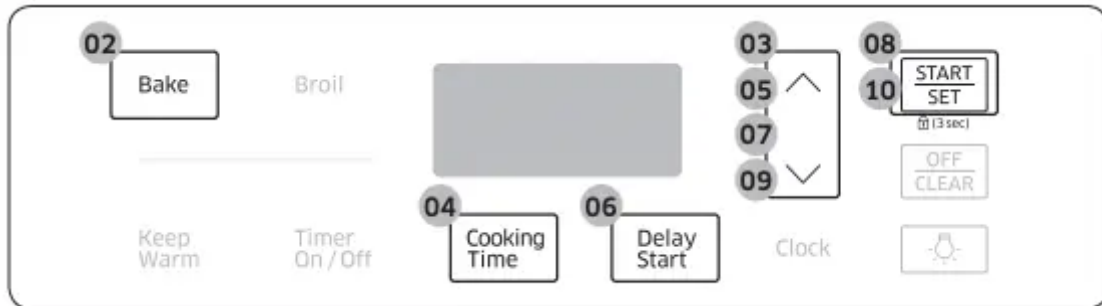 02
03
08
Bake
Broil
05
10
START
SET
(3 sec)
07
09
OFF
CLEAR
04
06
Keep
Warm
Timer
On / Off
Cooking
Time
Delay
Start
Clock